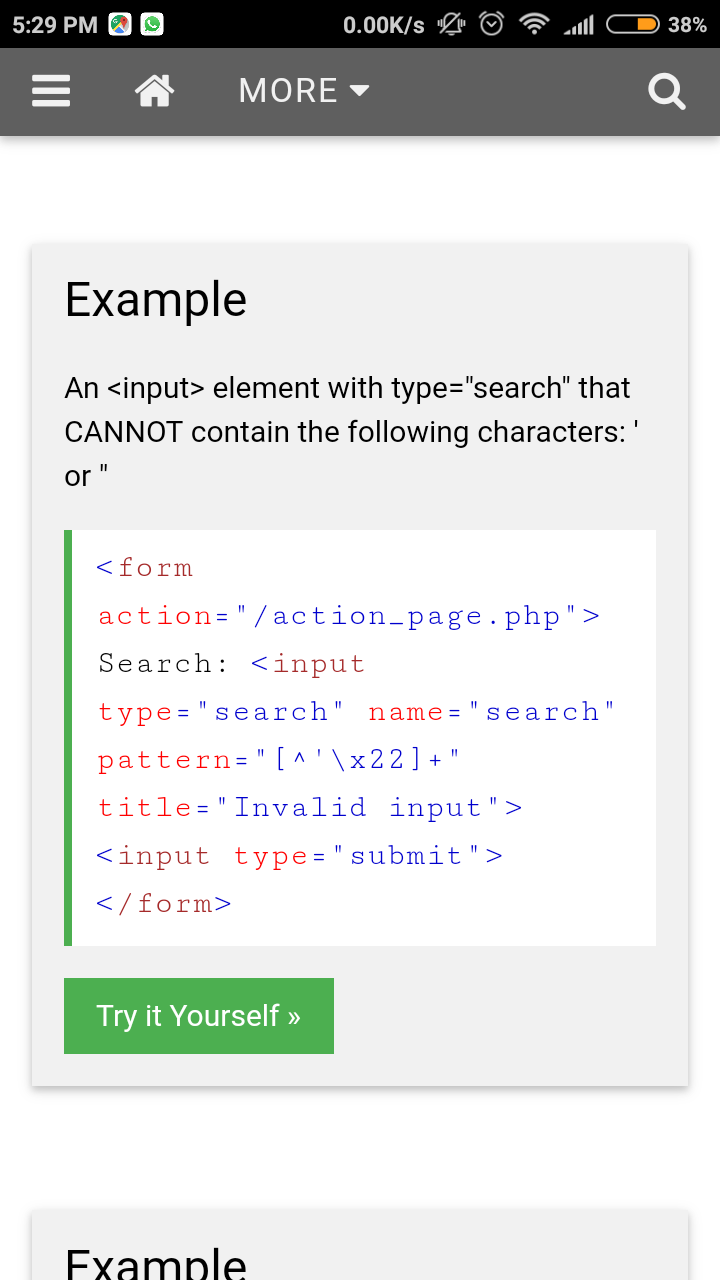 5:29 PM 0.00K/s 38%
MORE
Example
An <input> element with type="search" that
CANNOT contain the following characters: '
or "
<form
action="/action_page.php">
Search: <input
type="search" name="search"
pattern="[^'\x22]+"
title="Invalid input">
<input type="submit">
</form>
Try it Yourself »
Example